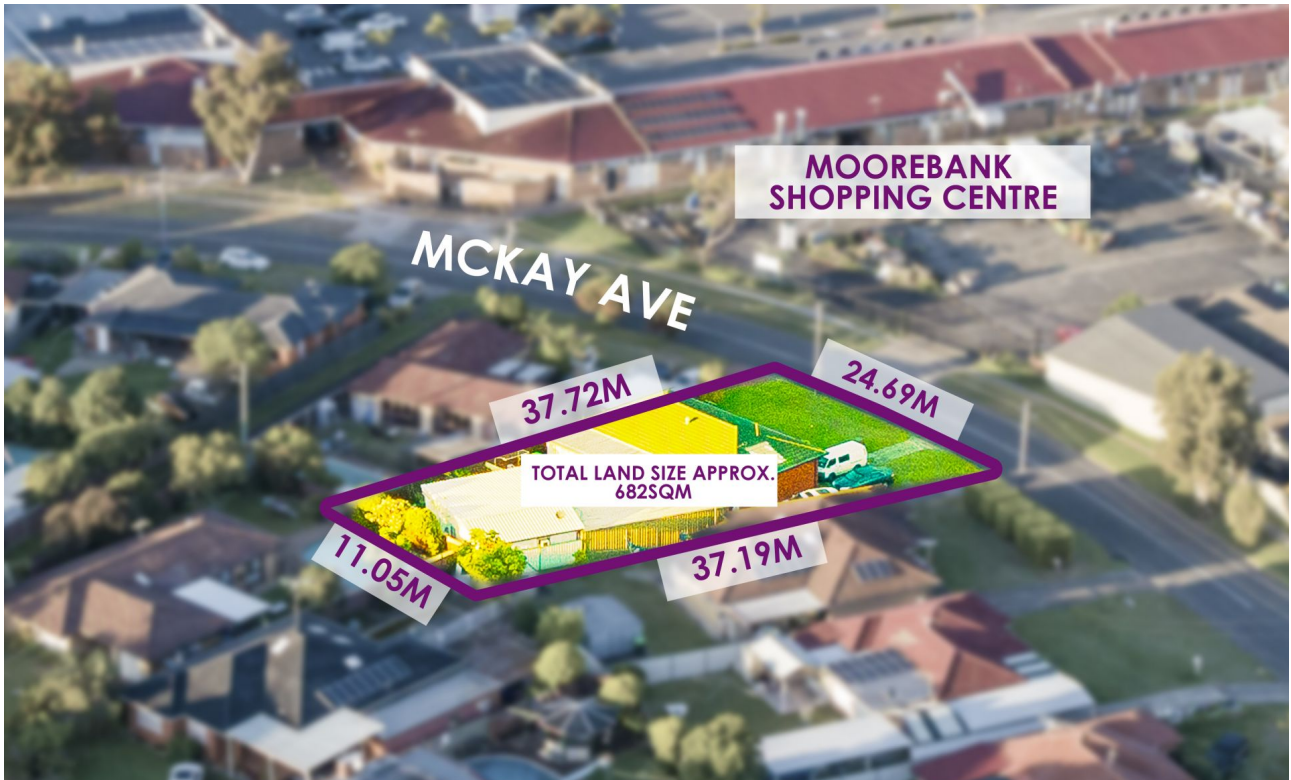 MOOREBANK
SHOPPING CENTRE
MCKAY AVE
37.72M
24.69M
TOTAL LAND SIZE APPROX.
682SQM
11.05M
37.19M